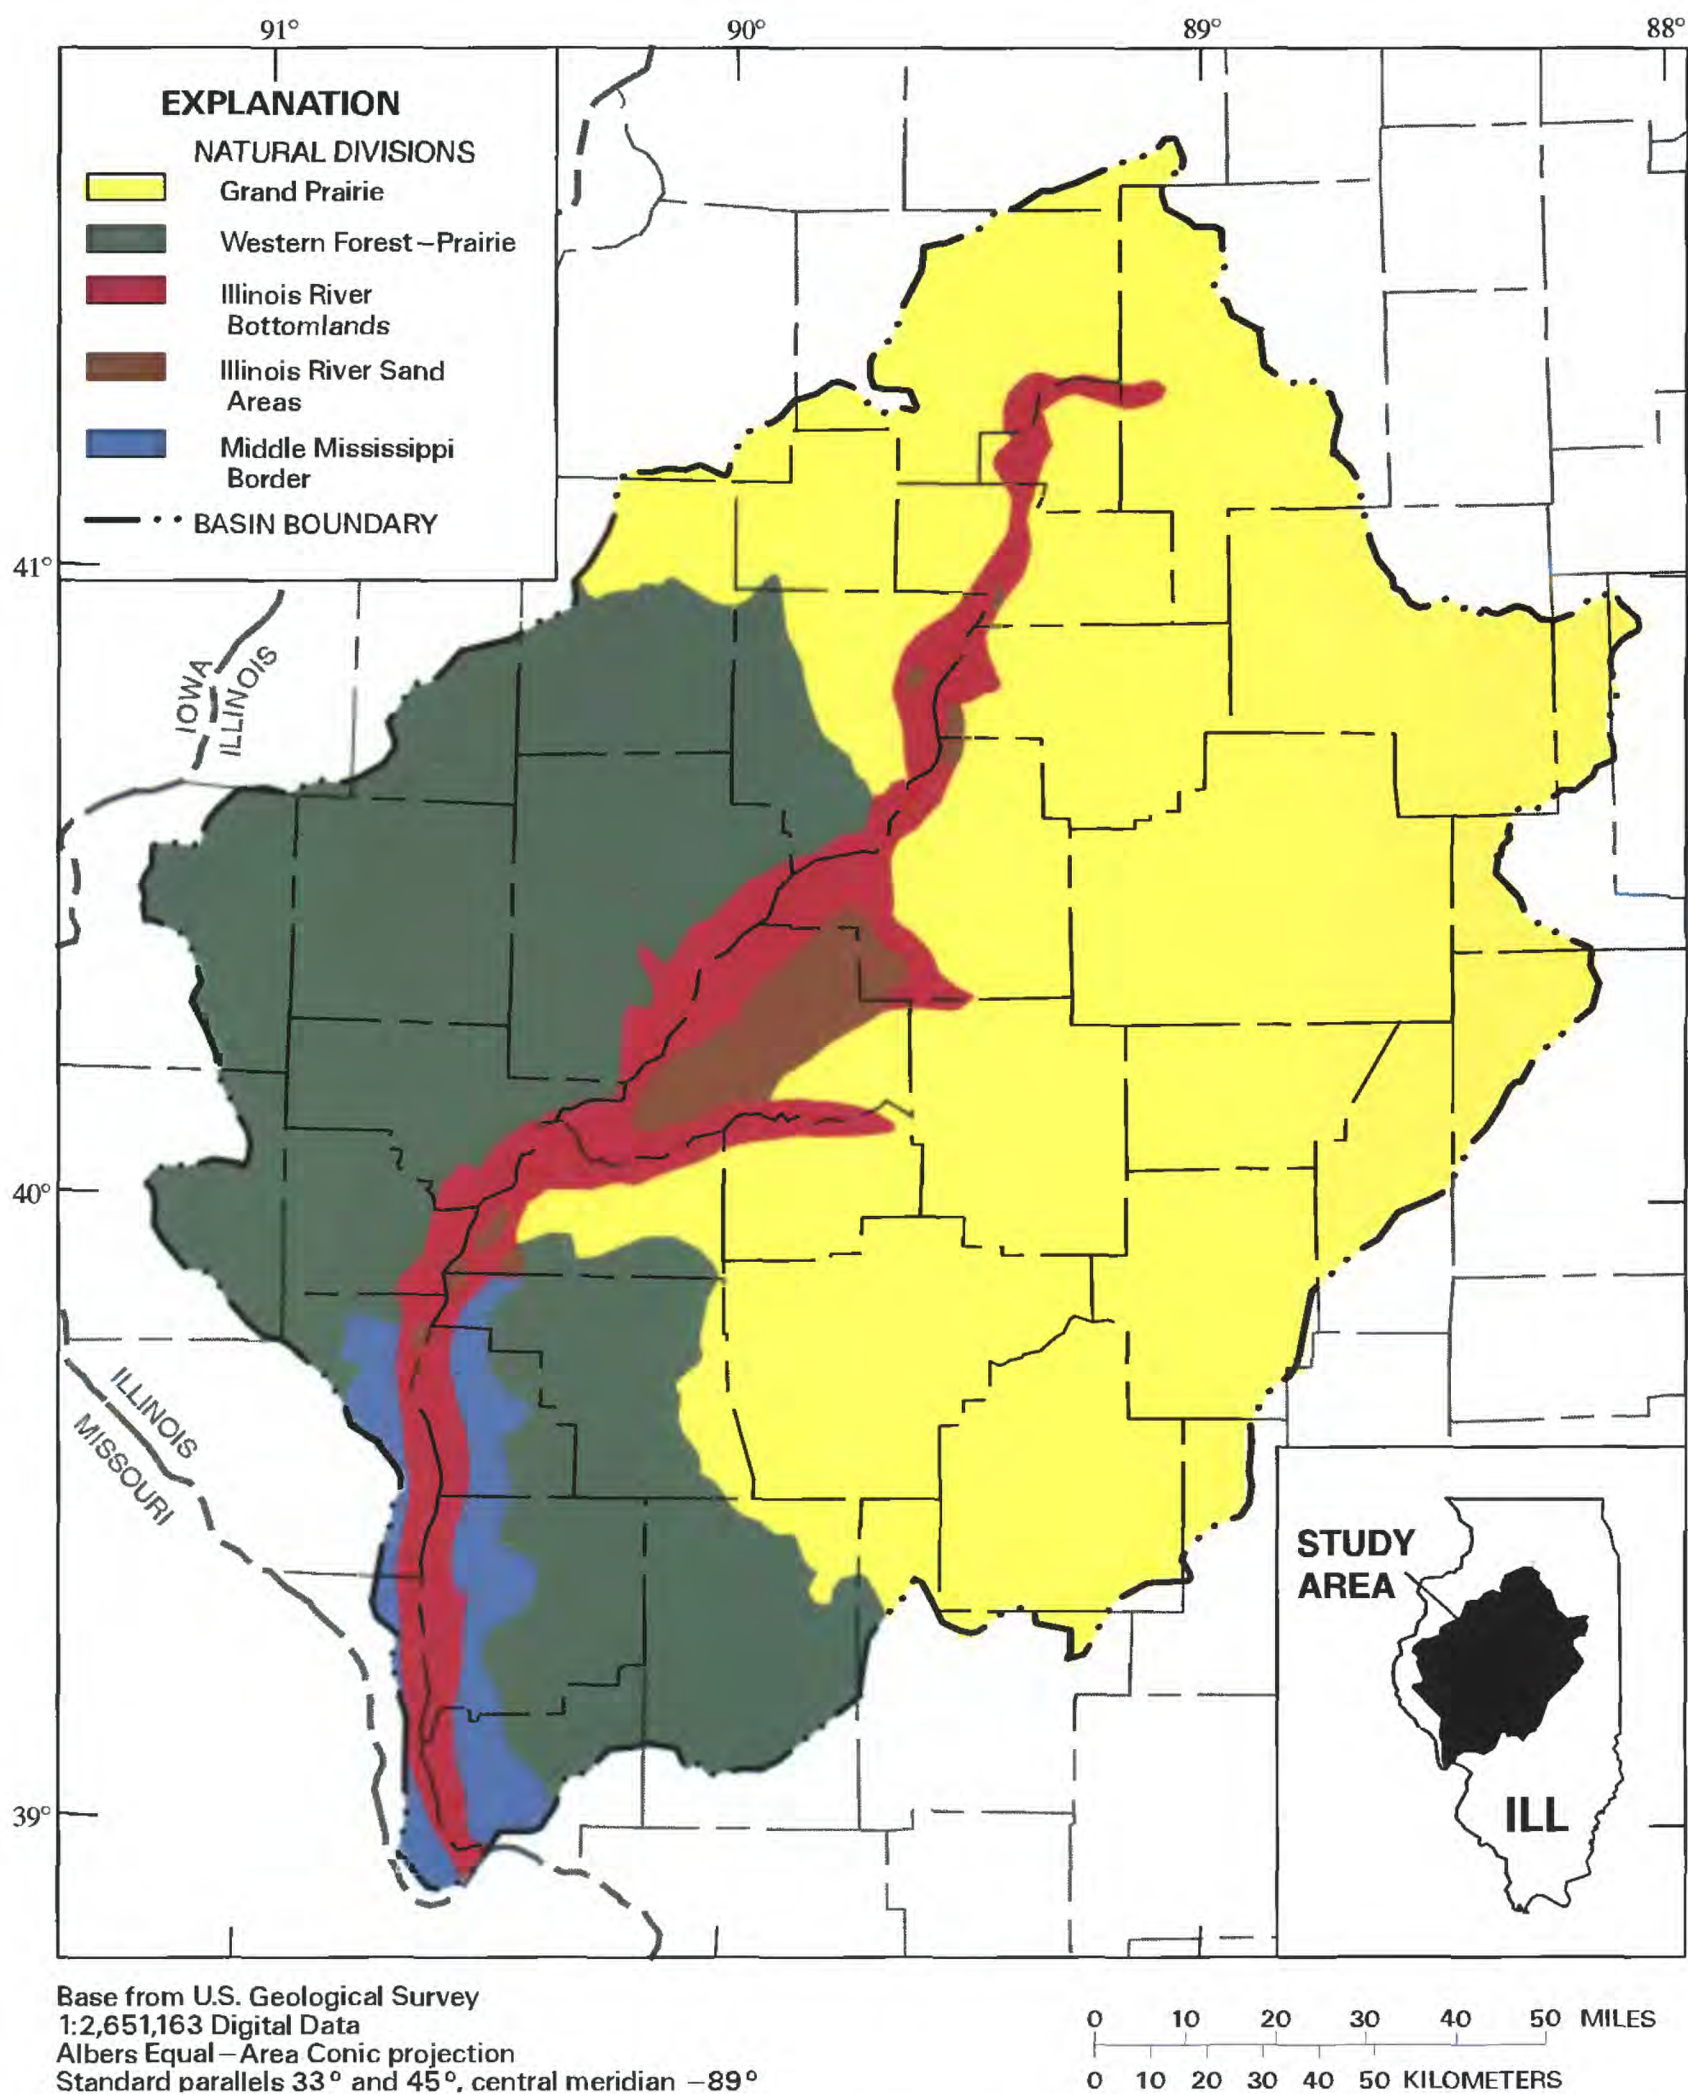 91° 90° 89° 88°
EXPLANATION
NATURAL DIVISIONS
Grand Prairie
Western Forest–Prairie
Illinois River
Bottomlands
Illinois River Sand
Areas
Middle Mississippi
Border
BASIN BOUNDARY
41°
IOWA
ILLINOIS
40°
ILLINOIS
MISSOURI
STUDY
AREA
39°
ILL
Base from U.S. Geological Survey
1:2,651,163 Digital Data
Albers Equal–Area Conic projection
Standard parallels 33° and 45°, central meridian –89°
0 10 20 30 40 50 MILES
0 10 20 30 40 50 KILOMETERS